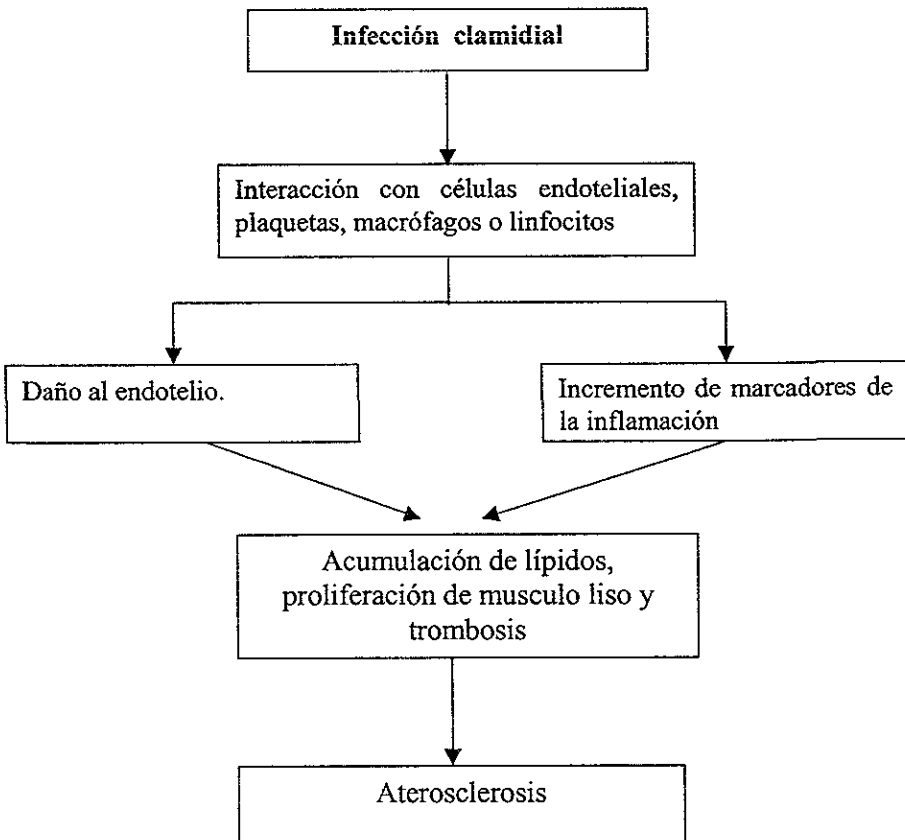 Infección clamidial
Interacción con células endoteliales,
plaquetas, macrófagos o linfocitos
Daño al endotelio.
Incremento de marcadores de
la inflamación
Acumulación de lípidos,
proliferación de musculo liso y
trombosis
Aterosclerosis